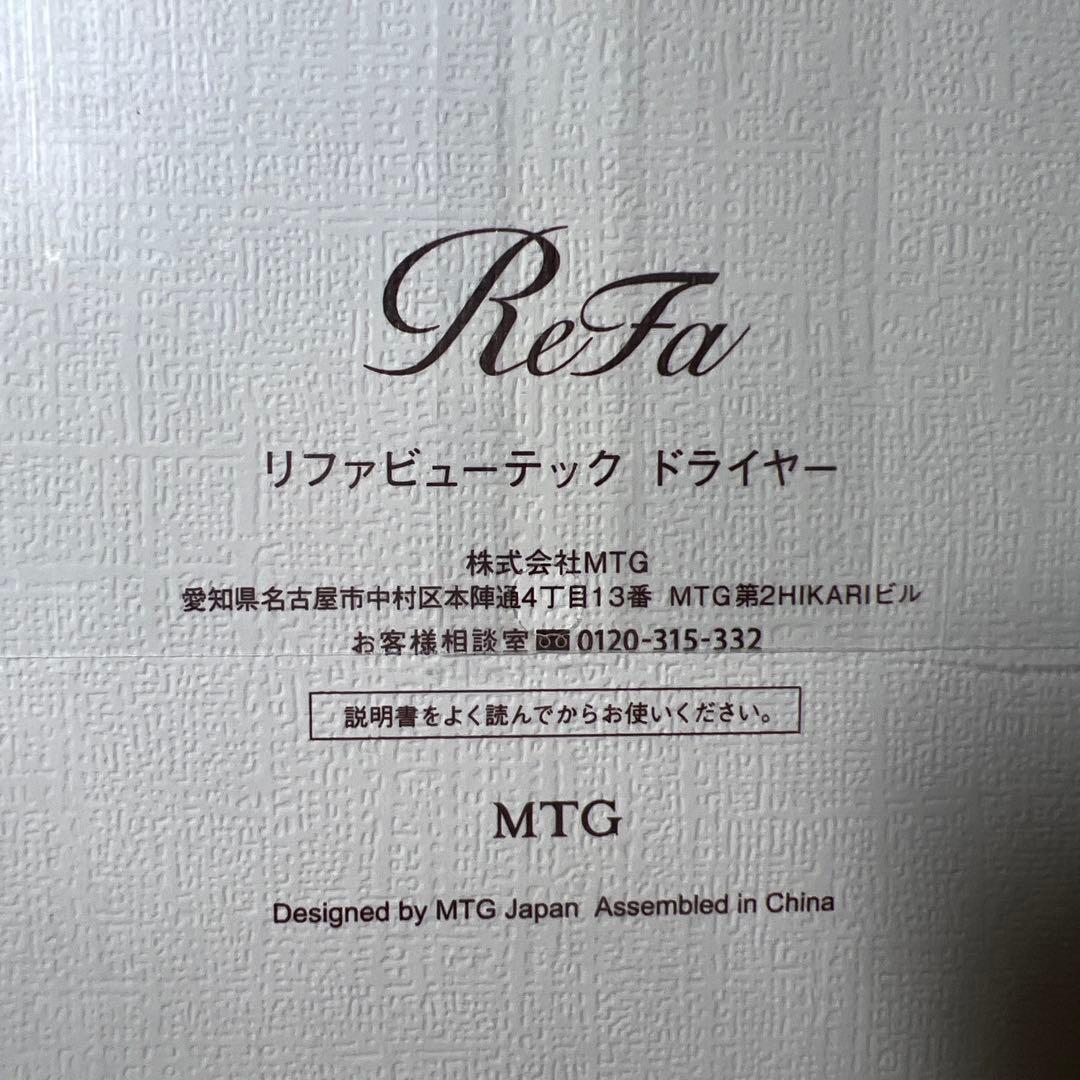 ReFa
リファビューテック ドライヤー
株式会社MTG
愛知県名古屋市中村区本陣通4丁目13番 MTG第2HIKARIビル
お客様相談室 0120-315-332
説明書をよく読んでからお使いください。
MTG
Designed by MTG Japan Assembled in China